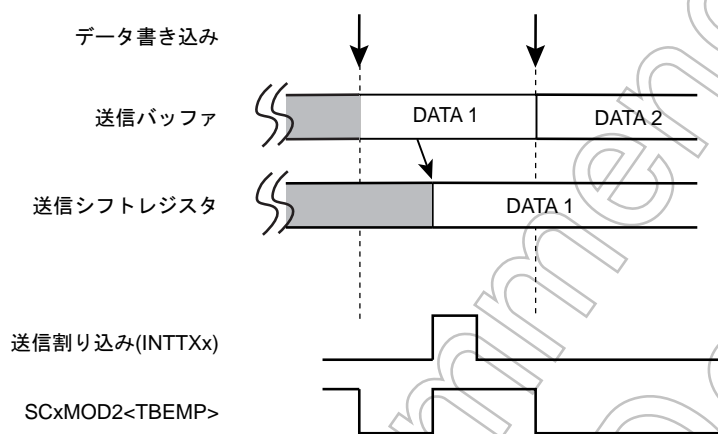 データ書き込み
送信バッファ
DATA 1
DATA 2
送信シフトレジスタ
DATA 1
送信割り込み(INTTXx)
SCxMOD2<TBEMP>